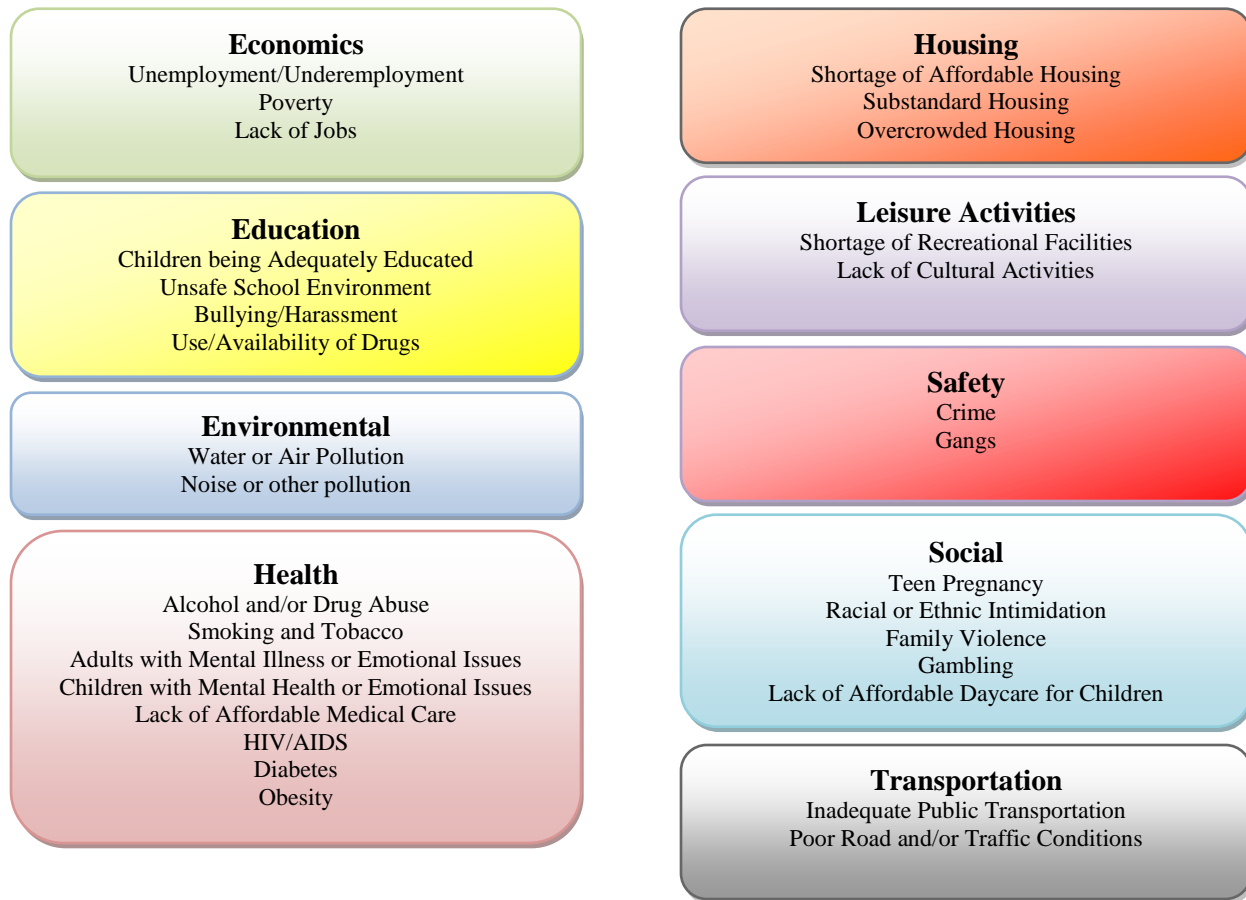 Economics
Unemployment/Underemployment
Poverty
Lack of Jobs
Education
Children being Adequately Educated
Unsafe School Environment
Bullying/Harassment
Use/Availability of Drugs
Environmental
Water or Air Pollution
Noise or other pollution
Health
Alcohol and/or Drug Abuse
Smoking and Tobacco
Adults with Mental Illness or Emotional Issues
Children with Mental Health or Emotional Issues
Lack of Affordable Medical Care
HIV/AIDS
Diabetes
Obesity
Housing
Shortage of Affordable Housing
Substandard Housing
Overcrowded Housing
Leisure Activities
Shortage of Recreational Facilities
Lack of Cultural Activities
Safety
Crime
Gangs
Social
Teen Pregnancy
Racial or Ethnic Intimidation
Family Violence
Gambling
Lack of Affordable Daycare for Children
Transportation
Inadequate Public Transportation
Poor Road and/or Traffic Conditions